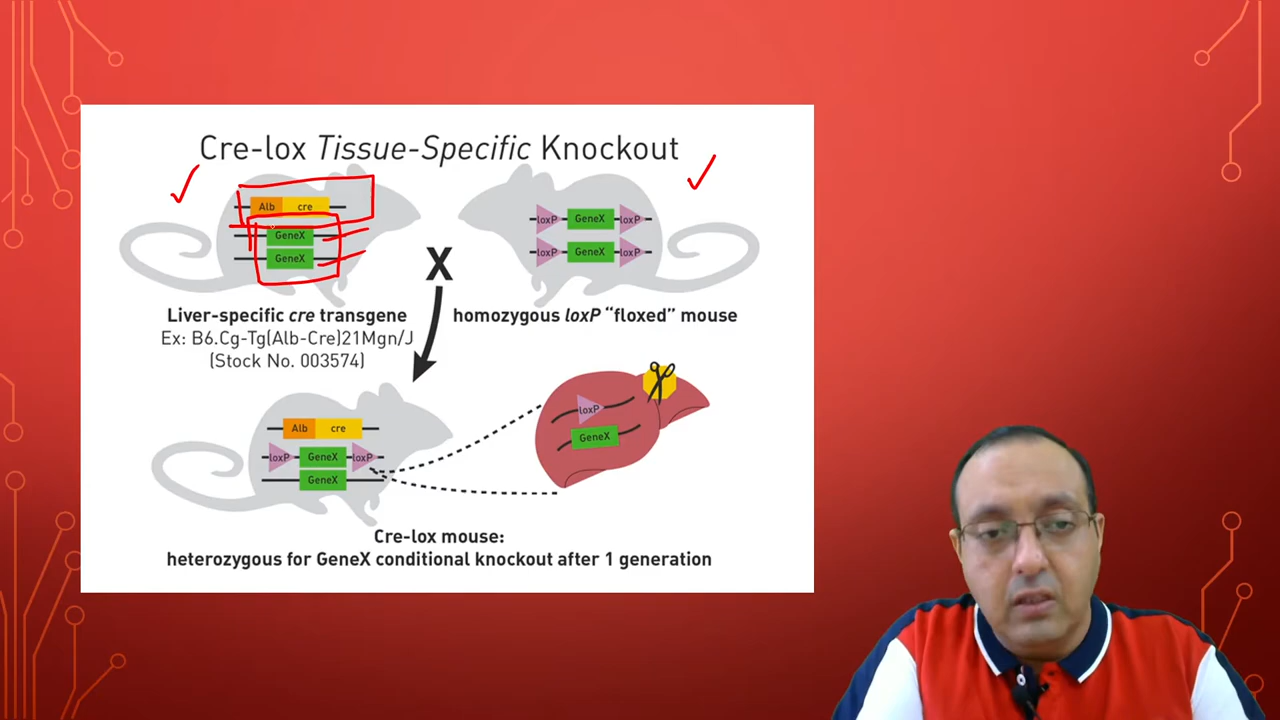 Cre-lox Tissue-Specific Knockout
Alb cre
GeneX
GeneX
loxP GeneX loxP
loxP GeneX loxP
X
Liver-specific cre transgene
Ex: B6.Cg-Tg(Alb-Cre)21Mgn/J
(Stock No. 003574)
homozygous loxP “floxed” mouse
Alb cre
loxP GeneX loxP
GeneX
loxP
GeneX
Cre-lox mouse:
heterozygous for GeneX conditional knockout after 1 generation